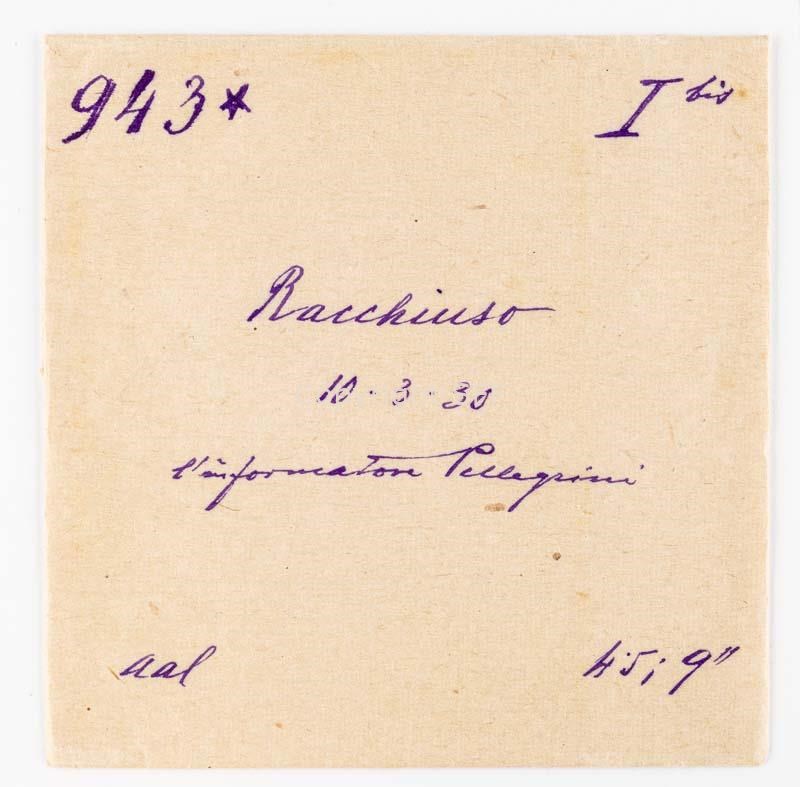 943* I bis
Racchiuso
10 · 3 · 30
l'informatore Pellegrini
aal 45; 9"